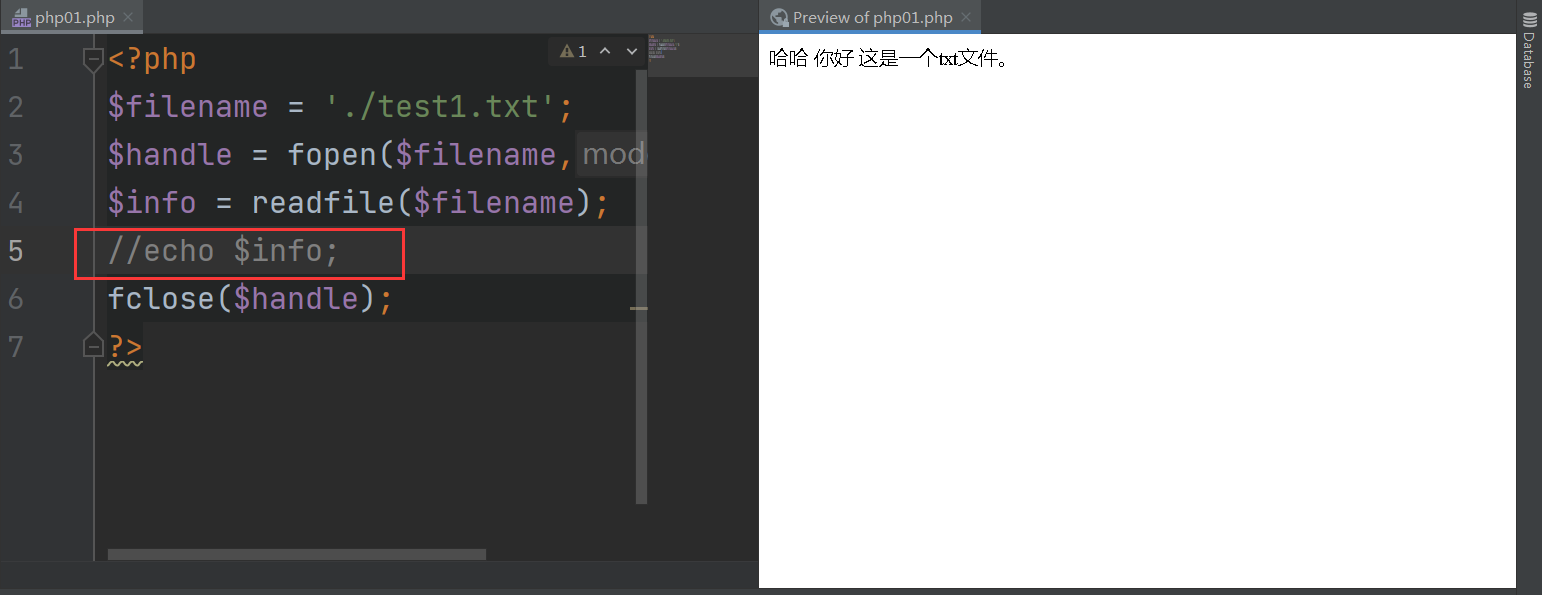 php01.php
1 <?php
2 $filename = './test1.txt';
3 $handle = fopen($filename,
4 $info = readfile($filename);
5 //echo $info;
6 fclose($handle);
7 ?>
1
Preview of php01.php
哈哈 你好 这是一个txt文件。
Database